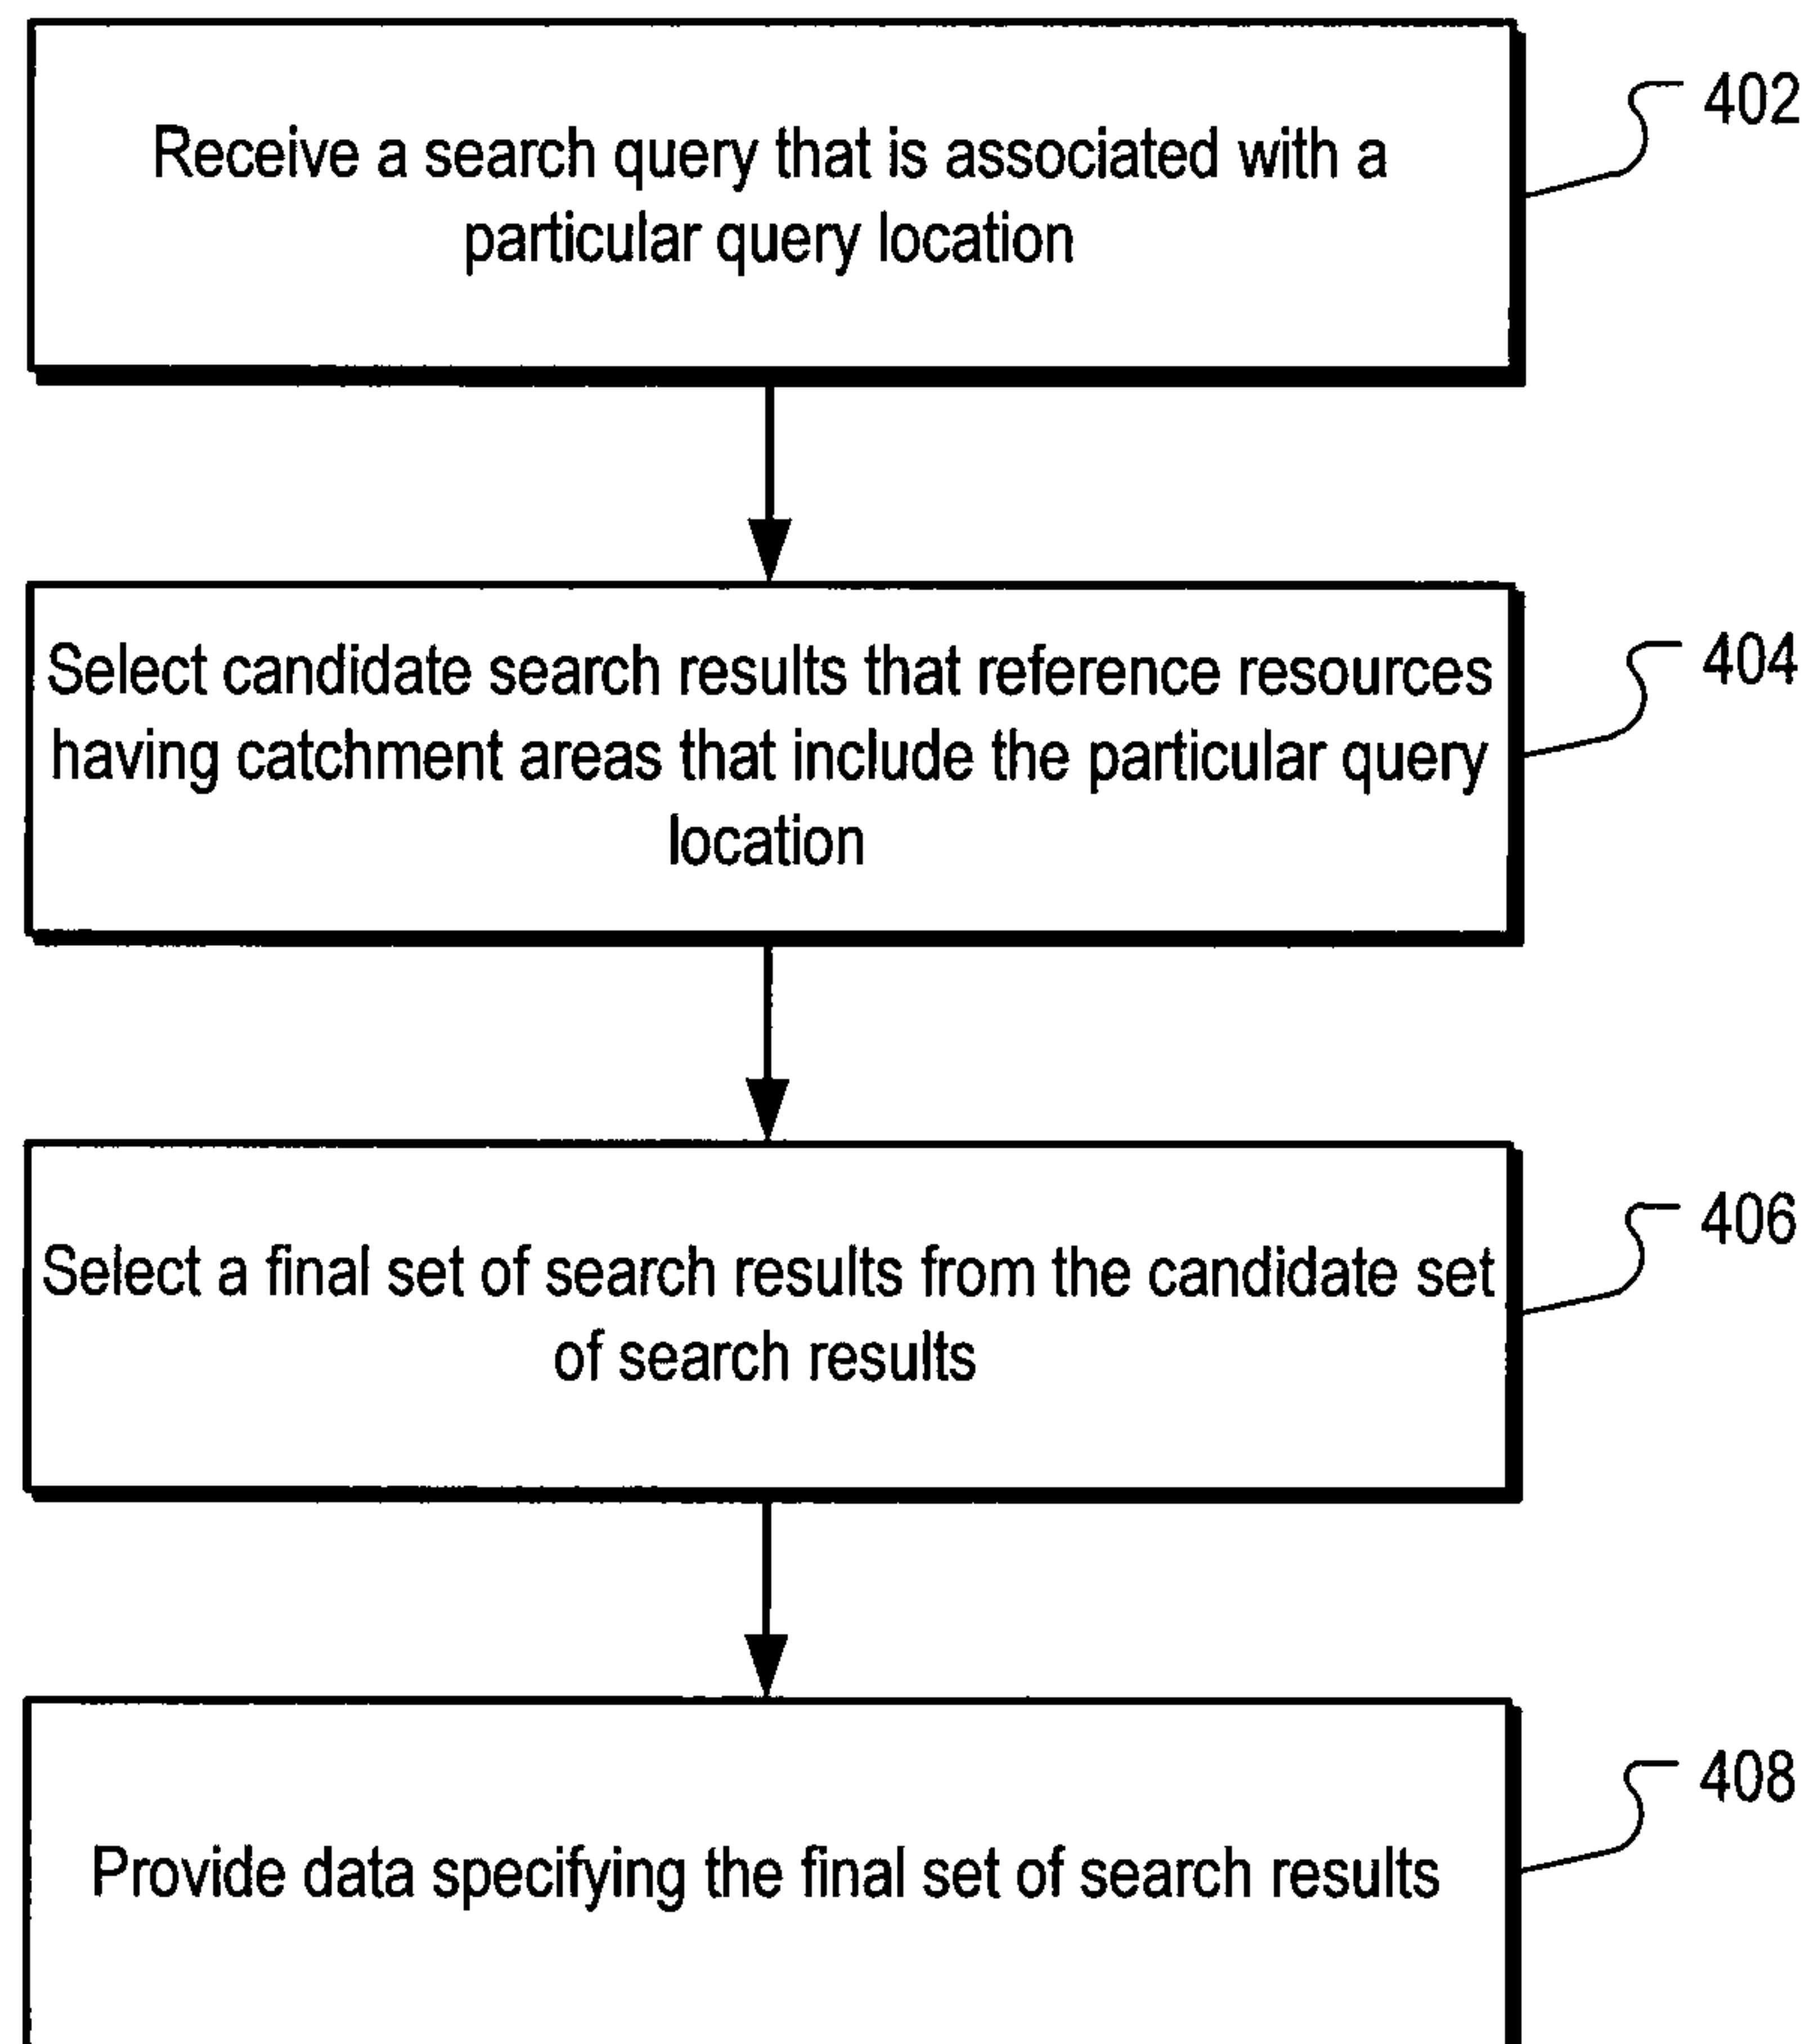 402
Receive a search query that is associated with a
particular query location
404
Select candidate search results that reference resources
having catchment areas that include the particular query
location
406
Select a final set of search results from the candidate set
of search results
408
Provide data specifying the final set of search results